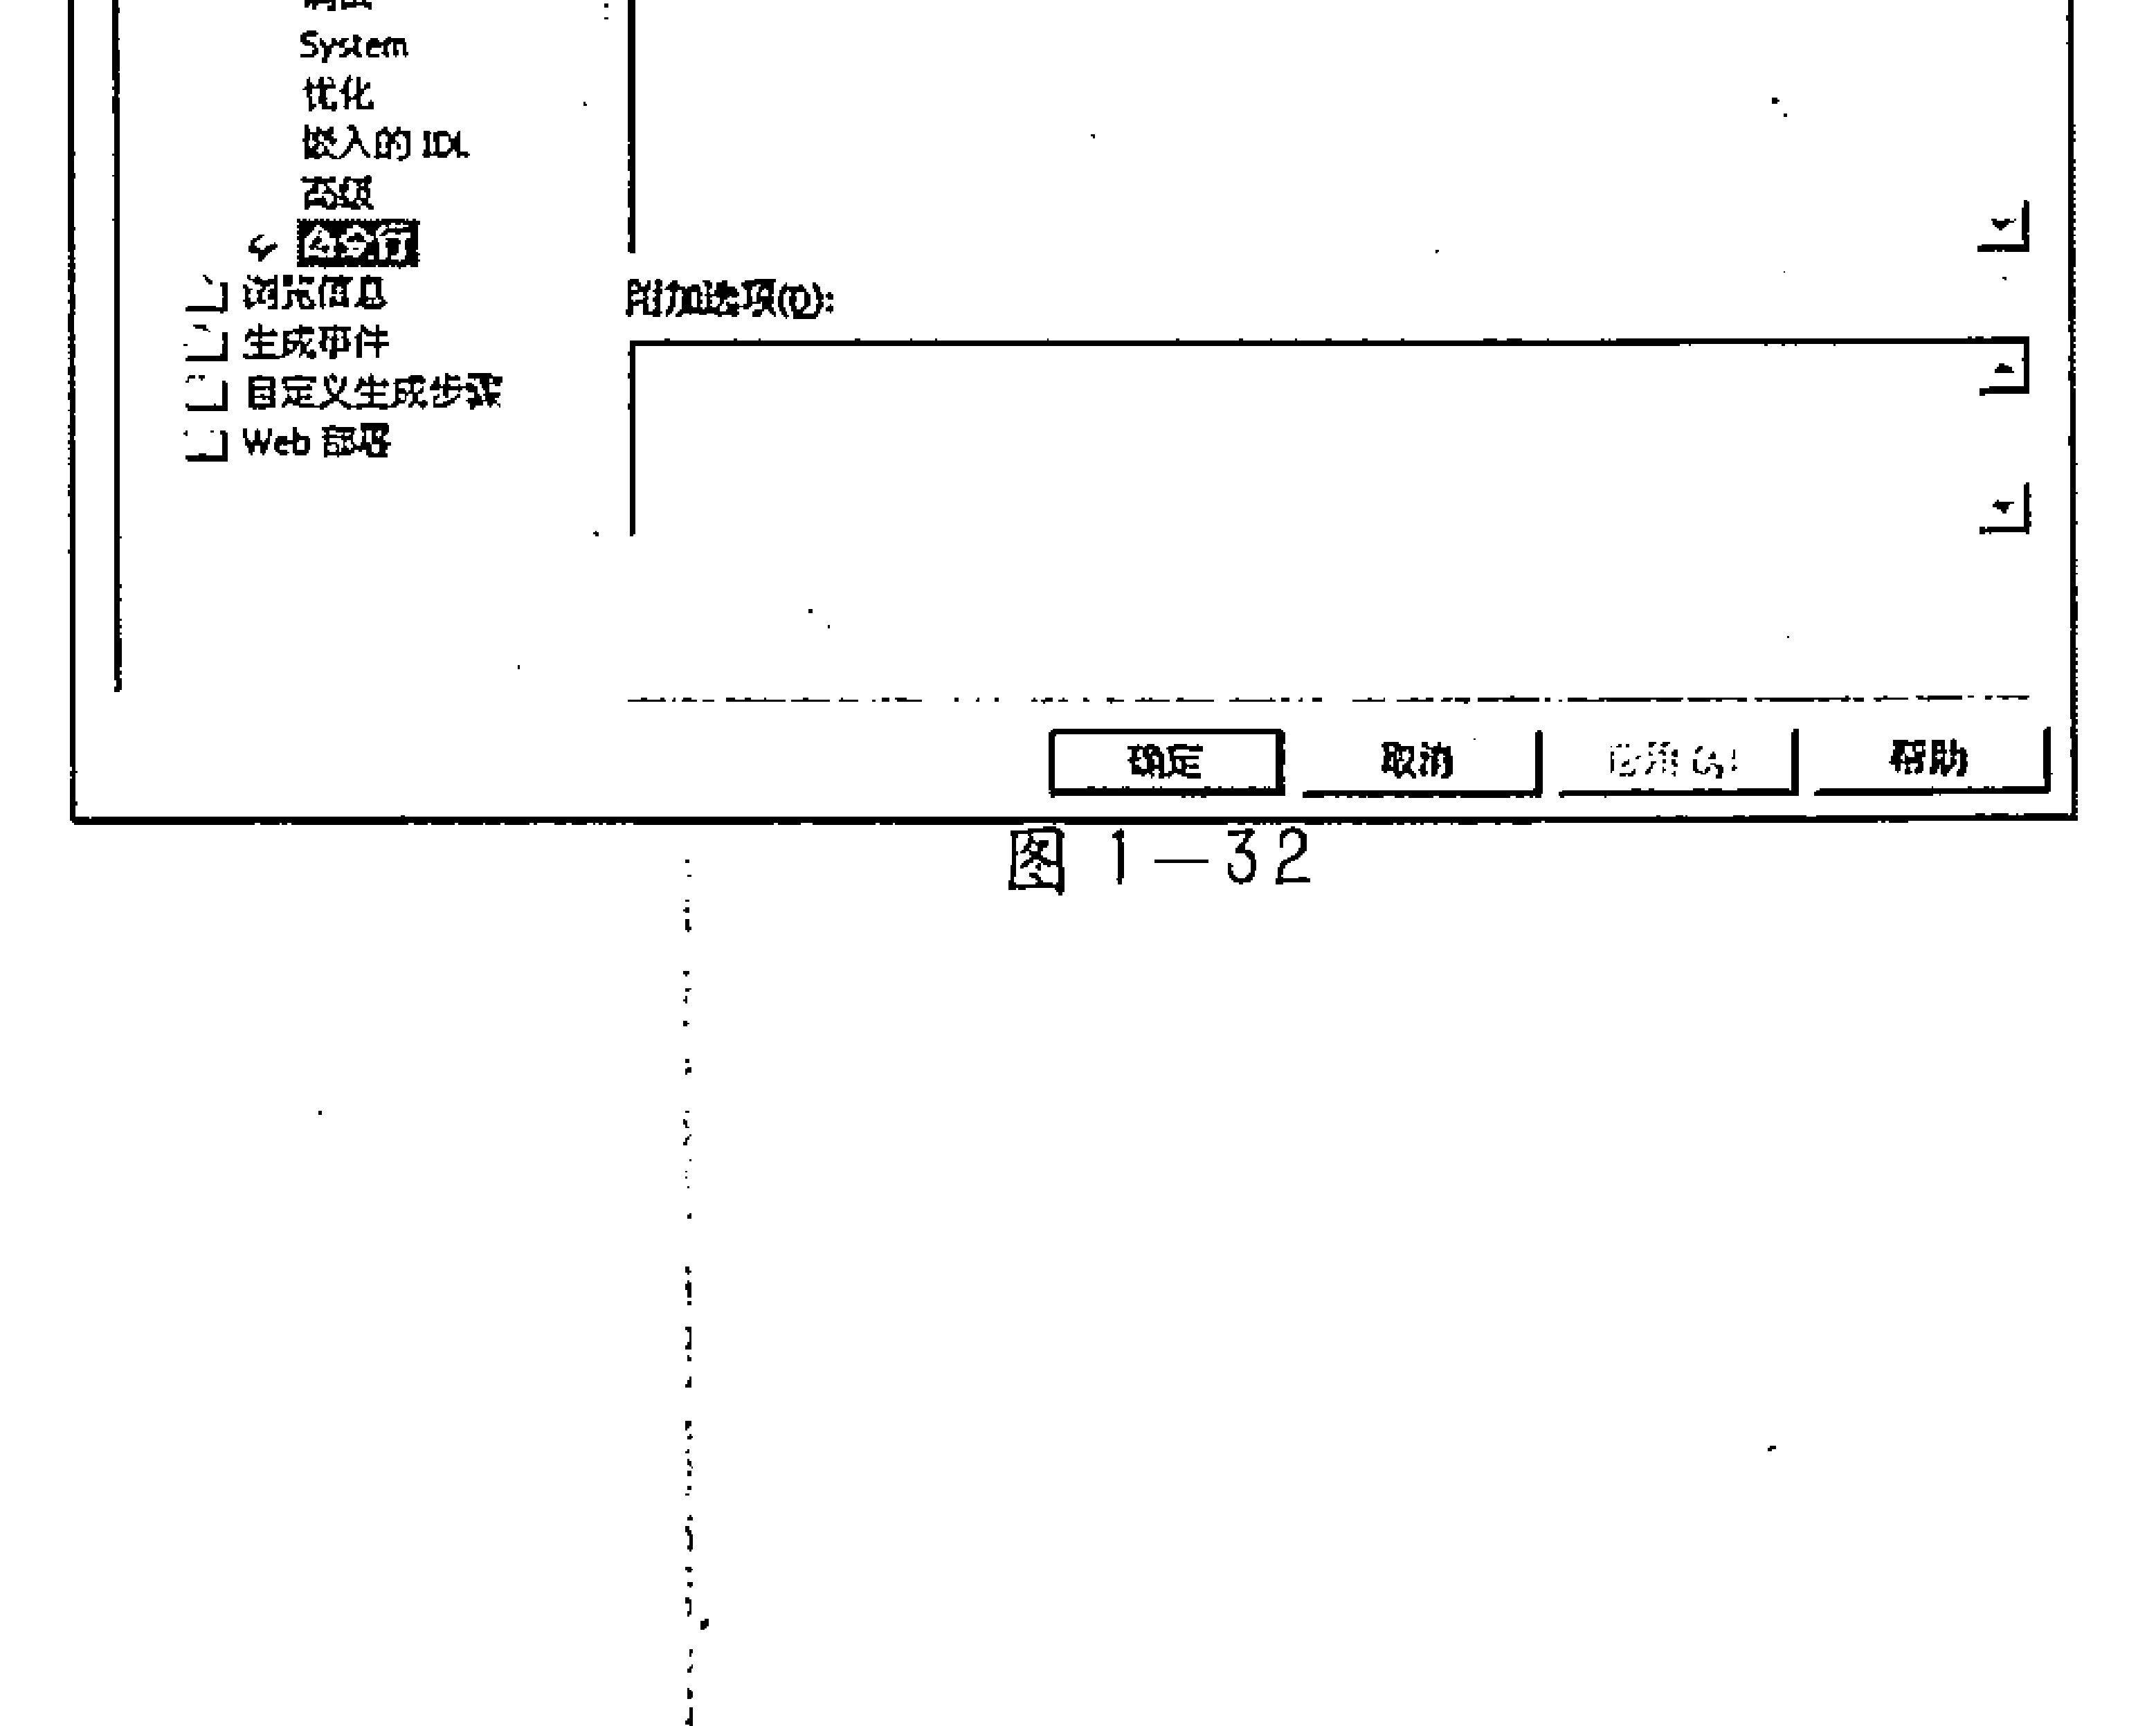 System
优化
嵌入的 IDL
高级
命令行
浏览信息
生成事件
自定义生成步骤
Web 部署
附加选项(D):
确定
取消
应用(A)
帮助
图 1—32